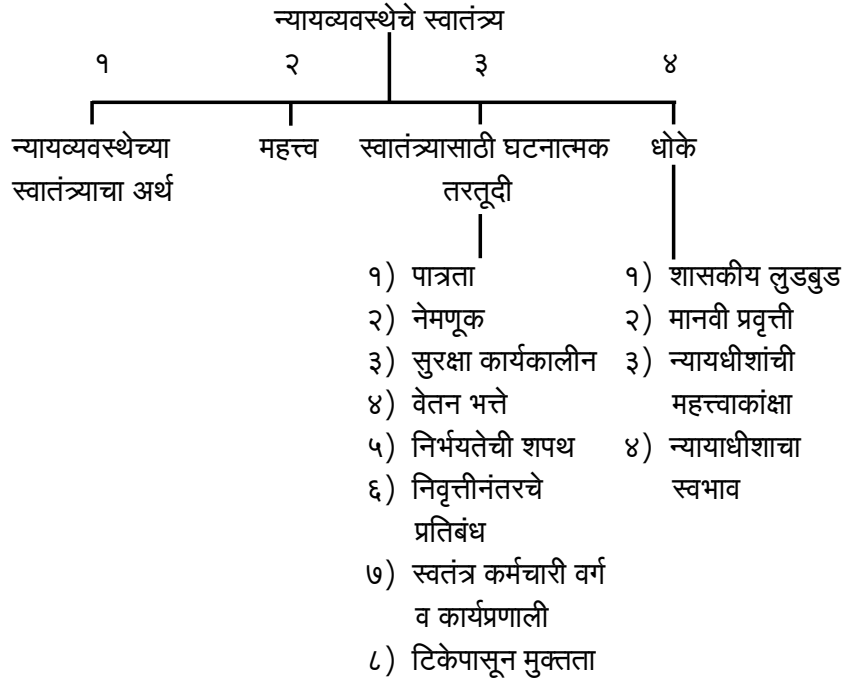 न्यायव्यवस्थेचे स्वातंत्र्य
१ २ ३ ४
न्यायव्यवस्थेच्या
स्वातंत्र्याचा अर्थ
महत्त्व
स्वातंत्र्यासाठी घटनात्मक
तरतूदी
धोके
१) पात्रता
२) नेमणूक
३) सुरक्षा कार्यकालीन
४) वेतन भत्ते
५) निर्भयतेची शपथ
६) निवृत्तीनंतरचे
प्रतिबंध
७) स्वतंत्र कर्मचारी वर्ग
व कार्यप्रणाली
८) टिकेपासून मुक्तता
१) शासकीय लुडबुड
२) मानवी प्रवृत्ती
३) न्यायधीशांची
महत्त्वाकांक्षा
४) न्यायाधीशाचा
स्वभाव